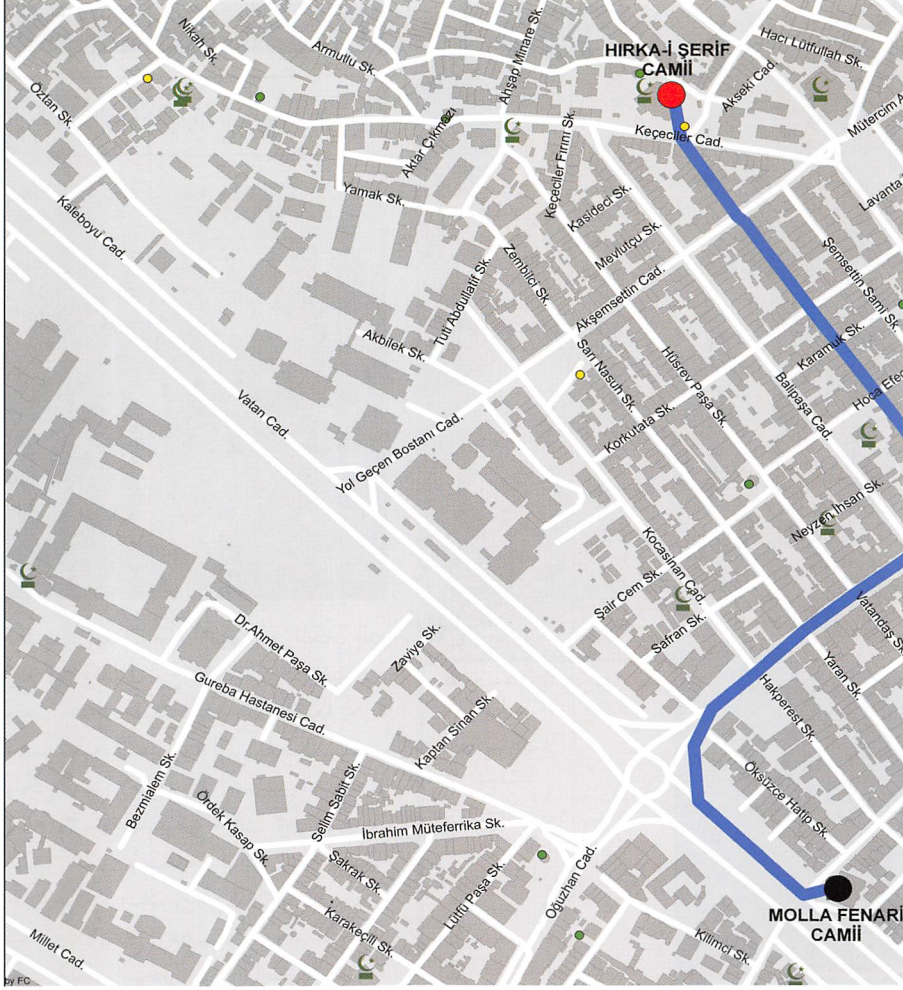 Nikah Sk.
Armutlu Sk.
Ahşap Minare Sk.
HIRKA-İ ŞERİF
CAMİİ
Hacı Lütfullah Sk.
Akseki Cad.
Özlan Sk.
Aktar Çıkmazı
Keçeciler Fırını Sk.
Keçeciler Cad.
Mütercim A
Yamak Sk.
Kasideci Sk.
Lavanta
Kaleboyu Cad.
Mevlutçu Sk.
Zembilci Sk.
Şemsettin Sami Sk.
Akşemsettin Cad.
Tuti Abdullatif Sk.
Akbilek Sk.
Karamuk Sk.
Sarı Nasuh Sk.
Hüsrev Paşa Sk.
Balipaşa Cad.
Hoca Efec
Vatan Cad.
Korkutata Sk.
Yol Geçen Bostanı Cad.
Neyzen İhsan Sk.
Kocasinan Cad.
Şair Cem Sk.
Safran Sk.
Vatandaş Sk
Dr.Ahmet Paşa Sk.
Zaviye Sk.
Yaran Sk.
Gureba Hastanesi Cad.
Hakperest Sk.
Kaptan Sinan Sk.
Bezmialem Sk.
Öksüzce Hatip Sk.
Selim Sabit Sk.
Ördek Kasap Sk.
İbrahim Müteferrika Sk.
Şakrak Sk.
Lütfü Paşa Sk.
Oğuzhan Cad.
Karakeçili Sk.
MOLLA FENARİ
CAMİİ
Kilimci Sk.
Millet Cad.
by FC